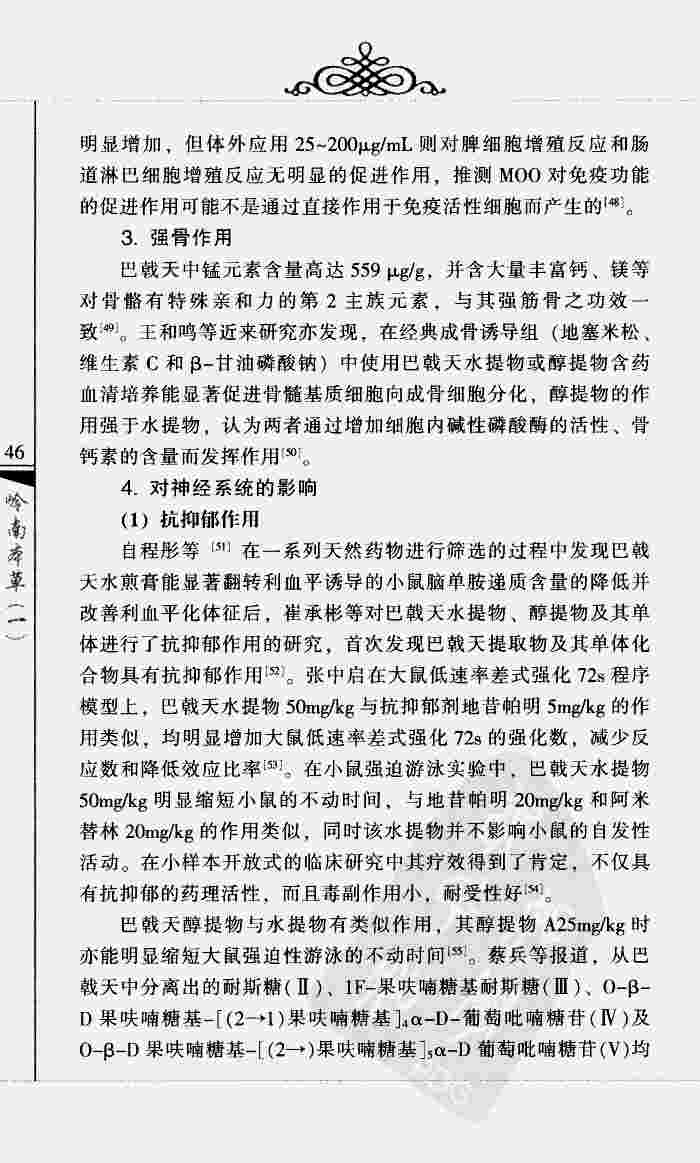 明显增加，但体外应用 25~200μg/mL 则对脾细胞增殖反应和肠
道淋巴细胞增殖反应无明显的促进作用，推测 MOO 对免疫功能
的促进作用可能不是通过直接作用于免疫活性细胞而产生的[48]。
3. 强骨作用
巴戟天中锰元素含量高达 559 μg/g，并含大量丰富钙、镁等
对骨骼有特殊亲和力的第 2 主族元素，与其强筋骨之功效一
致[49]。王和鸣等近来研究亦发现，在经典成骨诱导组（地塞米松、
维生素 C 和 β-甘油磷酸钠）中使用巴戟天水提物或醇提物含药
血清培养能显著促进骨髓基质细胞向成骨细胞分化，醇提物的作
用强于水提物，认为两者通过增加细胞内碱性磷酸酶的活性、骨
钙素的含量而发挥作用[50]。
4. 对神经系统的影响
(1) 抗抑郁作用
自程彤等 [51] 在一系列天然药物进行筛选的过程中发现巴戟
天水煎膏能显著翻转利血平诱导的小鼠脑单胺递质含量的降低并
改善利血平化体征后，崔承彬等对巴戟天水提物、醇提物及其单
体进行了抗抑郁作用的研究，首次发现巴戟天提取物及其单体化
合物具有抗抑郁作用[52]。张中启在大鼠低速率差式强化 72s 程序
模型上，巴戟天水提物 50mg/kg 与抗抑郁剂地昔帕明 5mg/kg 的作
用类似，均明显增加大鼠低速率差式强化 72s 的强化数，减少反
应数和降低效应比率[53]。在小鼠强迫游泳实验中，巴戟天水提物
50mg/kg 明显缩短小鼠的不动时间，与地昔帕明 20mg/kg 和阿米
替林 20mg/kg 的作用类似，同时该水提物并不影响小鼠的自发性
活动。在小样本开放式的临床研究中其疗效得到了肯定，不仅具
有抗抑郁的药理活性，而且毒副作用小，耐受性好[54]。
巴戟天醇提物与水提物有类似作用，其醇提物 A25mg/kg 时
亦能明显缩短大鼠强迫性游泳的不动时间[55]。蔡兵等报道，从巴
戟天中分离出的耐斯糖(Ⅱ)、1F-果呋喃糖基耐斯糖(Ⅲ)、O-β-
D 果呋喃糖基-[(2→1)果呋喃糖基]₄α-D-葡萄吡喃糖苷(Ⅳ)及
O-β-D 果呋喃糖基-[(2→)果呋喃糖基]₅α-D 葡萄吡喃糖苷(Ⅴ)均
46
岭南本草（一）
PDG